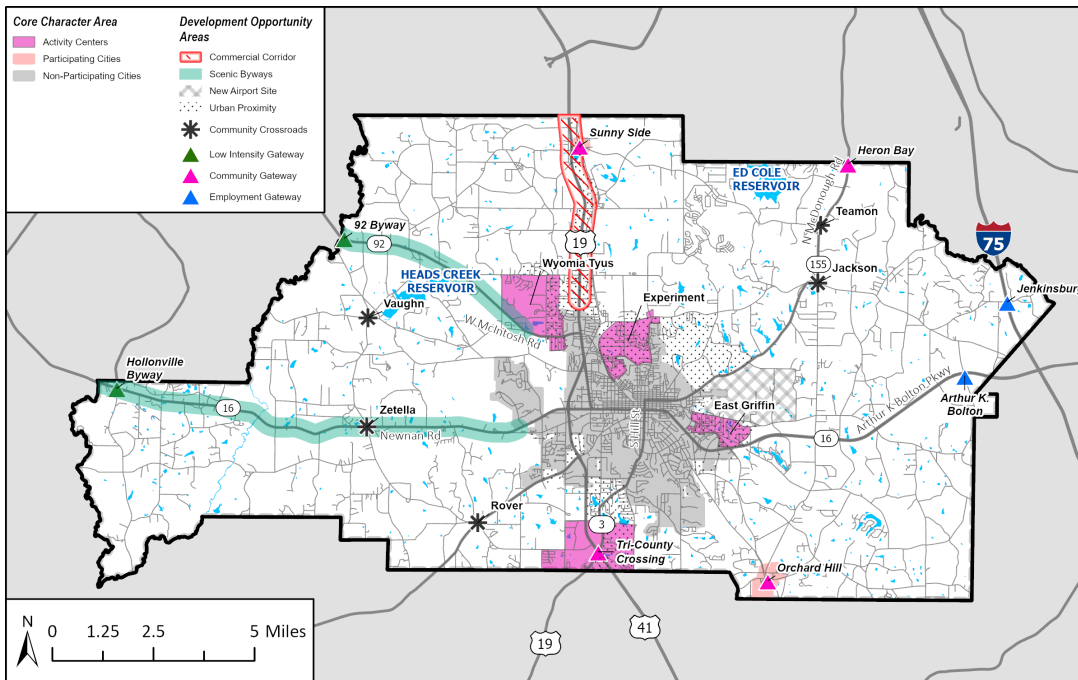 Core Character Area
Activity Centers
Participating Cities
Non-Participating Cities
Development Opportunity
Areas
Commercial Corridor
Scenic Byways
New Airport Site
Urban Proximity
Community Crossroads
Low Intensity Gateway
Community Gateway
Employment Gateway
Sunny Side
Heron Bay
ED COLE
RESERVOIR
N McDonough Rd
Teamon
75
92 Byway
92
19
155
Jackson
Wyomia Tyus
HEADS CREEK
RESERVOIR
Experiment
Jenkinsburg
Vaughn
W McIntosh Rd
Hollonville
Byway
16
Zetella
Newnan Rd
S Hill St
East Griffin
Arthur K Bolton Pkwy
Arthur K.
Bolton
16
Rover
3
Tri-County
Crossing
Orchard Hill
N
0 1.25 2.5 5 Miles
19
41